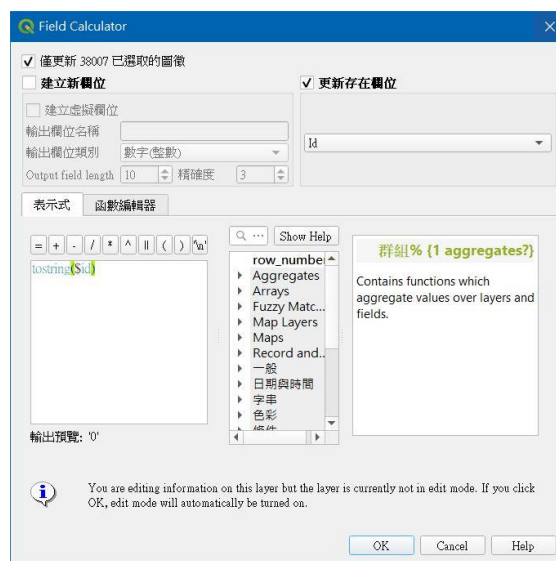 Field Calculator
僅更新 38007 已選取的圖徵
建立新欄位
更新存在欄位
建立虛擬欄位
輸出欄位名稱
輸出欄位類別 數字(整數)
Output field length 10 精確度 3
Id
表示式 函數編輯器
= + - / * ^ || ( ) '\n'
tostring($id)
輸出預覽: '0'
Show Help
row_number
Aggregates
Arrays
Fuzzy Matc...
Map Layers
Maps
Record and...
一般
日期與時間
字串
色彩
條件
群組% {1 aggregates?}
Contains functions which
aggregate values over layers and
fields.
You are editing information on this layer but the layer is currently not in edit mode. If you click
OK, edit mode will automatically be turned on.
OK Cancel Help